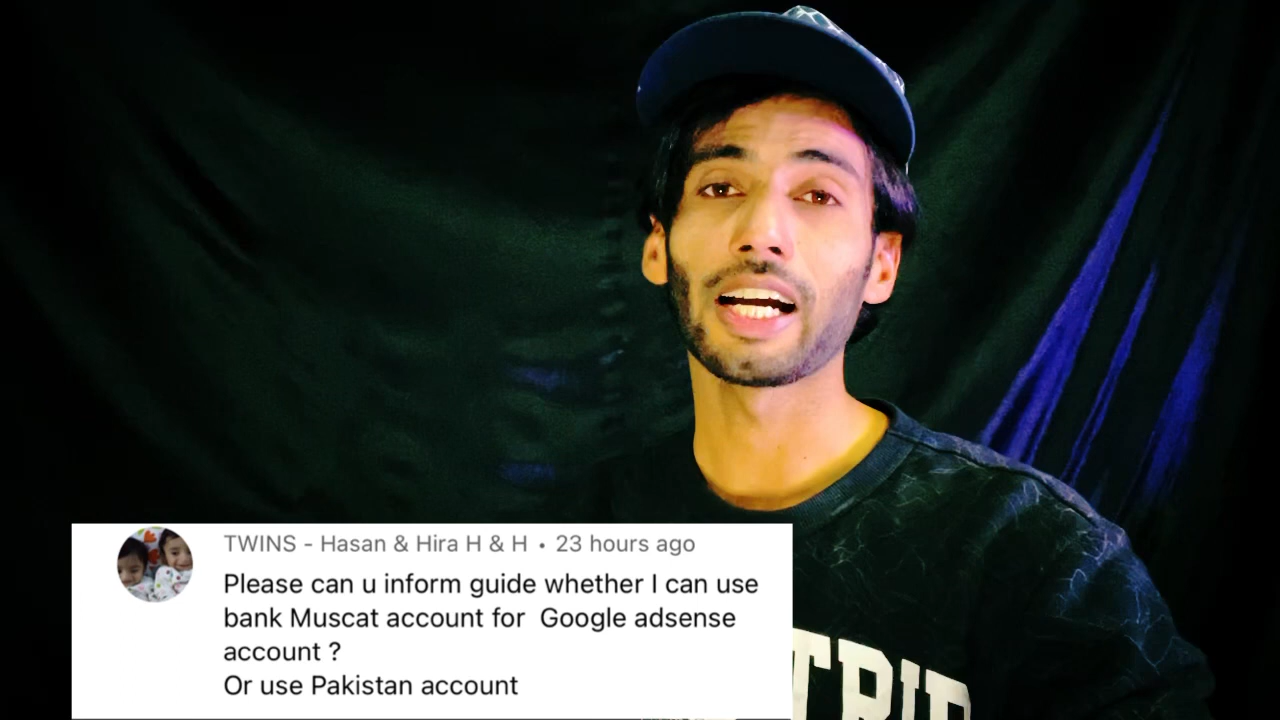 TWINS - Hasan & Hira H & H • 23 hours ago
Please can u inform guide whether I can use
bank Muscat account for  Google adsense
account ?
Or use Pakistan account
TRIP